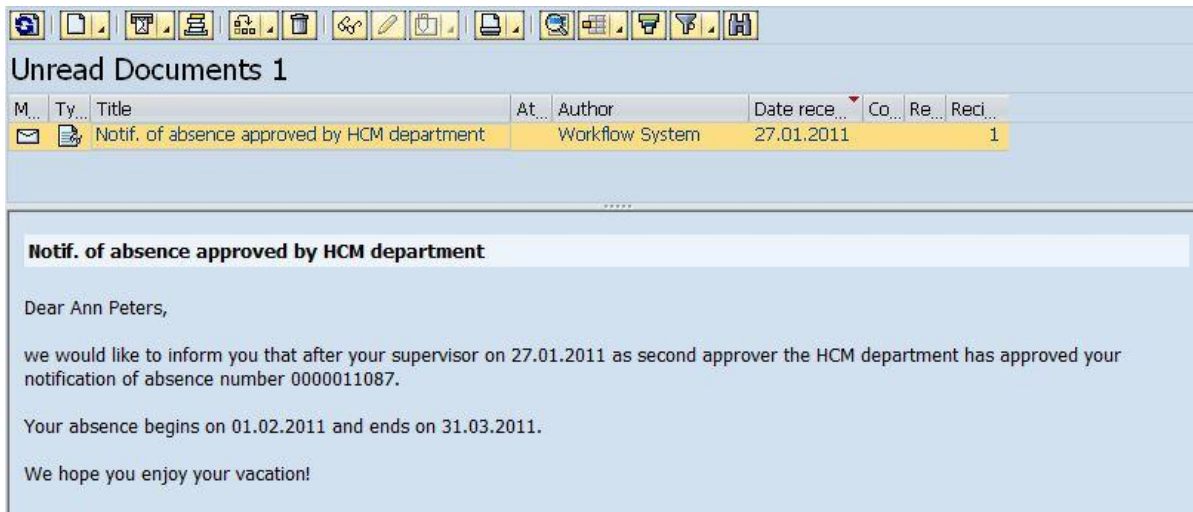 Unread Documents 1
M... Ty... Title At... Author Date rece... Co... Re... Reci...
Notif. of absence approved by HCM department Workflow System 27.01.2011 1
Notif. of absence approved by HCM department
Dear Ann Peters,
we would like to inform you that after your supervisor on 27.01.2011 as second approver the HCM department has approved your
notification of absence number 0000011087.
Your absence begins on 01.02.2011 and ends on 31.03.2011.
We hope you enjoy your vacation!